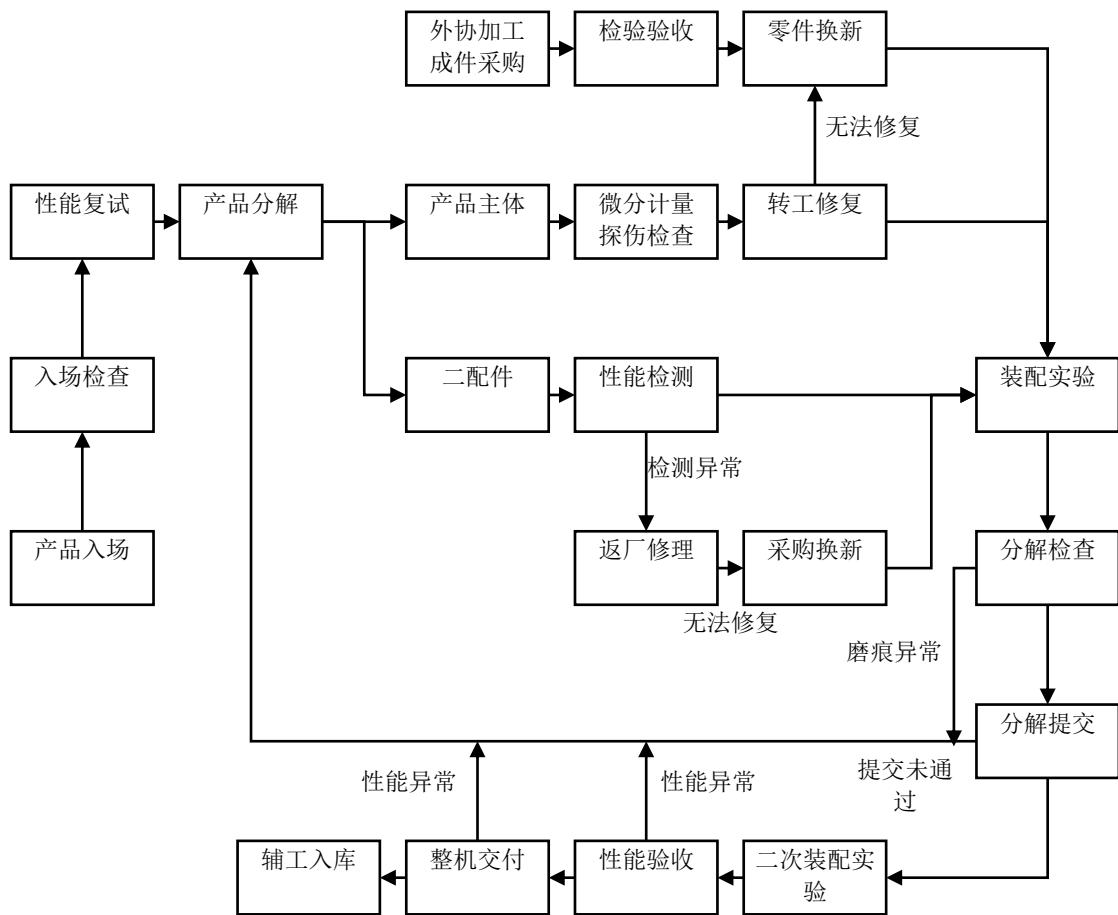 外协加工
成件采购
检验验收
零件换新
无法修复
性能复试
产品分解
产品主体
微分计量
探伤检查
转工修复
入场检查
二配件
性能检测
装配实验
检测异常
产品入场
返厂修理
采购换新
分解检查
无法修复
磨痕异常
分解提交
性能异常
性能异常
提交未通
过
辅工入库
整机交付
性能验收
二次装配实
验